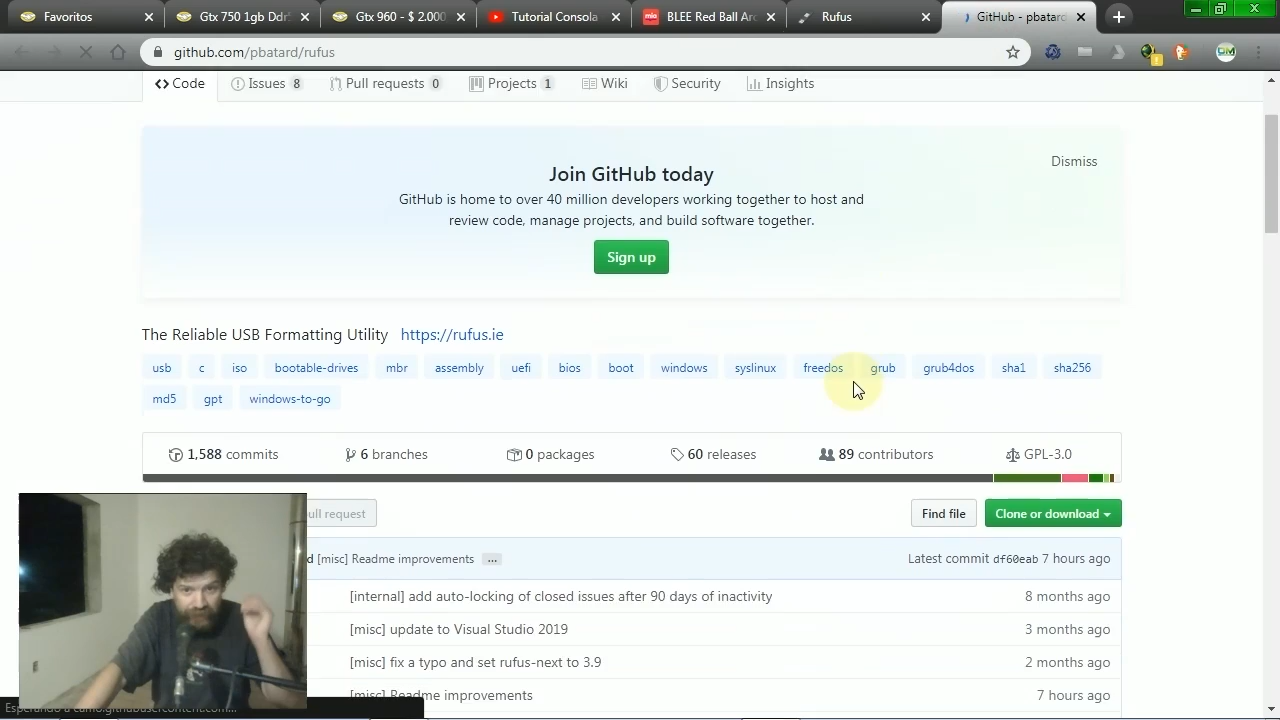 Favoritos
Gtx 750 1gb Ddr5
Gtx 960 - $ 2.000
Tutorial Consola
BLEE Red Ball Arc
Rufus
GitHub - pbatard
github.com/pbatard/rufus
Code
Issues 8
Pull requests 0
Projects 1
Wiki
Security
Insights
Join GitHub today
Dismiss
GitHub is home to over 40 million developers working together to host and
review code, manage projects, and build software together.
Sign up
The Reliable USB Formatting Utility https://rufus.ie
usb c iso bootable-drives mbr assembly uefi bios boot windows syslinux freedos grub grub4dos sha1 sha256
md5 gpt windows-to-go
1,588 commits
6 branches
0 packages
60 releases
89 contributors
GPL-3.0
ull request
Find file
Clone or download
d [misc] Readme improvements ...
Latest commit df60eab 7 hours ago
[internal] add auto-locking of closed issues after 90 days of inactivity 8 months ago
[misc] update to Visual Studio 2019 3 months ago
[misc] fix a typo and set rufus-next to 3.9 2 months ago
[misc] Readme improvements 7 hours ago
Esperando a camo.githubusercontent.com...